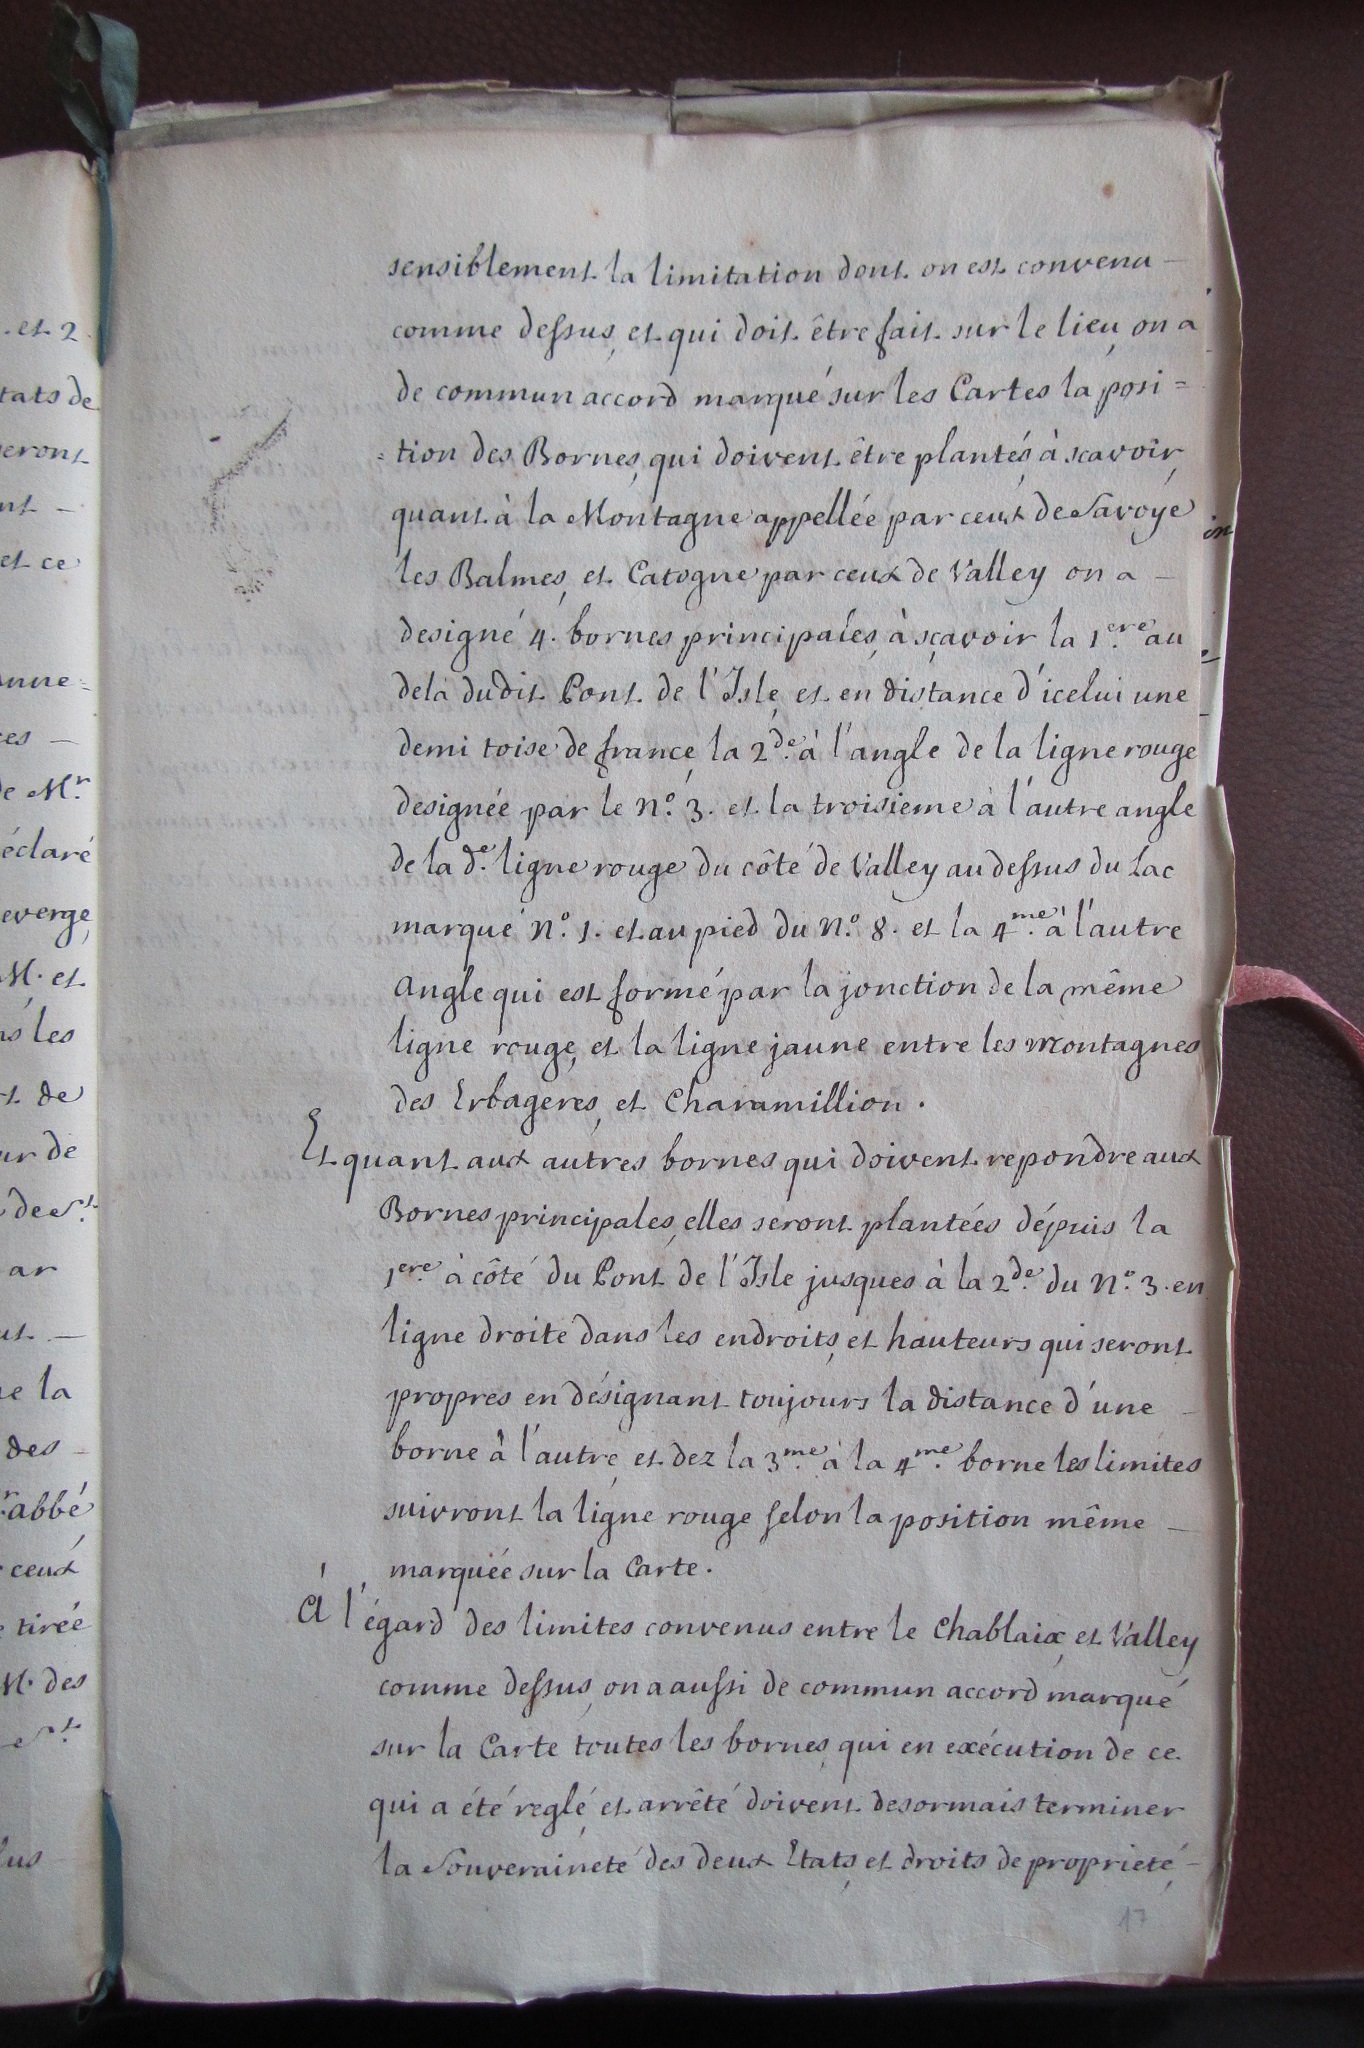 sensiblement la limitation dont on est convenu –
comme dessus, et qui doit être fait sur le lieu, on a
de commun accord marqué sur les Cartes la posi =
= tion des Bornes, qui doivent être plantés, à scavoir,
quant à la Montagne appellée par ceux de Savoÿe
les Balmes, et Catogne par ceux de Valley on a –
designé 4. bornes principales, à sçavoir la 1.ere au
delà dudit Pont de l'Isle, et en distance d'icelui une
demi toise de france, la 2.de à l'angle de la ligne rouge
designée par le N.o 3. et la troisieme à l'autre angle
de la d.e ligne rouge du côté de Valley au dessus du Lac
marqué N.o 1. et au pied du N.o 8. et la 4.me à l'autre
Angle qui est formé par la jonction de la même
ligne rouge, et la ligne jaune entre les montagnes
des Erbageres, et Charamillion.
Et quant aux autres bornes qui doivent repondre aux
Bornes principales, elles seront plantées dépuis la
1.ere à côté du Pont de l'Isle jusques à la 2.de du N.o 3. en
ligne droite dans les endroits, et hauteurs qui seront
propres en désignant toujours la distance d'une –
borne à l'autre, et dez la 3.me à la 4.me borne les limites
suivront la ligne rouge selon la position même –
marquée sur la Carte.
A l'égard des limites convenus entre le Chablaix, et Valley
comme dessus, on a aussi de commun accord marqué
sur la Carte toutes les bornes, qui en exécution de ce
qui a été reglé, et arrêté doivent desormais terminer
la Souveraineté des deux Etats, et droits de proprieté, –
17
. et 2.
tats de
seront
nt –
et ce
anne =
ces –
de M.r
éclaré
everge,
M. et
ns les
t de
ur de
de S.t
ar
ut –
e la
des –
r abbé
ceux
tirée
M. des
e S.t
lus